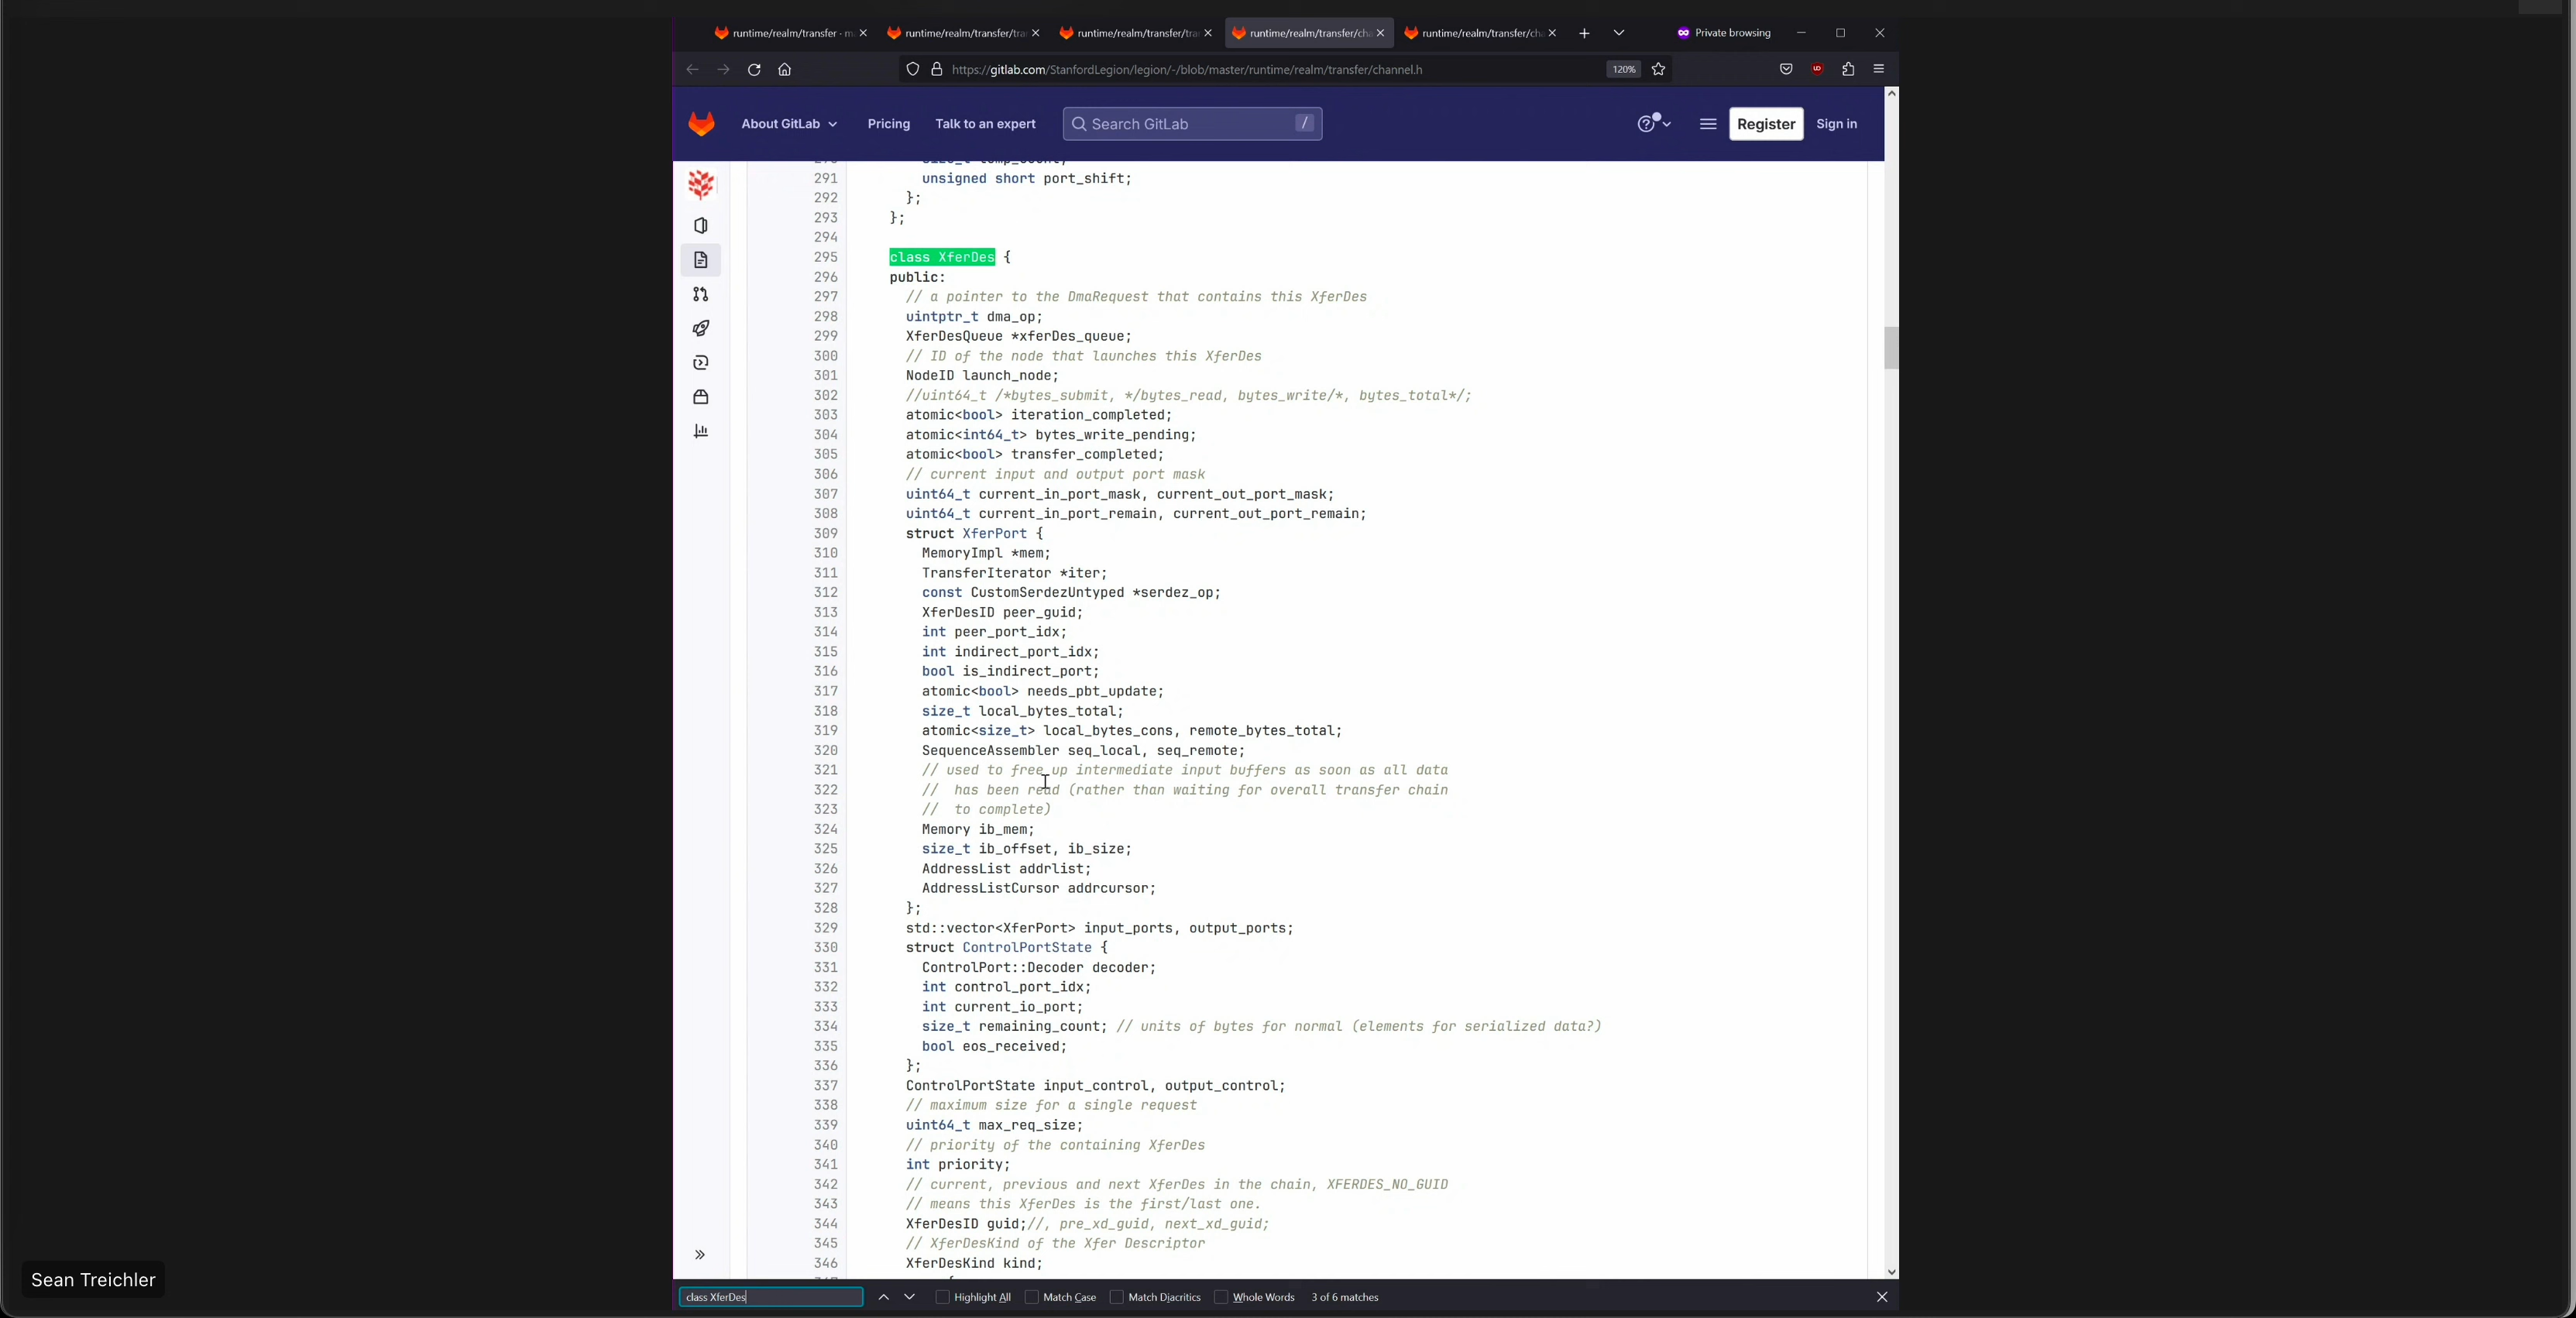 runtime/realm/transfer · m
runtime/realm/transfer/tra
runtime/realm/transfer/tra
runtime/realm/transfer/cha
runtime/realm/transfer/cha
Private browsing
https://gitlab.com/StanfordLegion/legion/-/blob/master/runtime/realm/transfer/channel.h
120%
About GitLab
Pricing
Talk to an expert
Search GitLab
/
Register
Sign in
291 unsigned short port_shift;
292 };
293 };
294
295 class XferDes {
296 public:
297 // a pointer to the DmaRequest that contains this XferDes
298 uintptr_t dma_op;
299 XferDesQueue *xferDes_queue;
300 // ID of the node that launches this XferDes
301 NodeID launch_node;
302 //uint64_t /*bytes_submit, */bytes_read, bytes_write/*, bytes_total*/;
303 atomic<bool> iteration_completed;
304 atomic<int64_t> bytes_write_pending;
305 atomic<bool> transfer_completed;
306 // current input and output port mask
307 uint64_t current_in_port_mask, current_out_port_mask;
308 uint64_t current_in_port_remain, current_out_port_remain;
309 struct XferPort {
310 MemoryImpl *mem;
311 TransferIterator *iter;
312 const CustomSerdezUntyped *serdez_op;
313 XferDesID peer_guid;
314 int peer_port_idx;
315 int indirect_port_idx;
316 bool is_indirect_port;
317 atomic<bool> needs_pbt_update;
318 size_t local_bytes_total;
319 atomic<size_t> local_bytes_cons, remote_bytes_total;
320 SequenceAssembler seq_local, seq_remote;
321 // used to free up intermediate input buffers as soon as all data
322 // has been read (rather than waiting for overall transfer chain
323 // to complete)
324 Memory ib_mem;
325 size_t ib_offset, ib_size;
326 AddressList addrlist;
327 AddressListCursor addrcursor;
328 };
329 std::vector<XferPort> input_ports, output_ports;
330 struct ControlPortState {
331 ControlPort::Decoder decoder;
332 int control_port_idx;
333 int current_io_port;
334 size_t remaining_count; // units of bytes for normal (elements for serialized data?)
335 bool eos_received;
336 };
337 ControlPortState input_control, output_control;
338 // maximum size for a single request
339 uint64_t max_req_size;
340 // priority of the containing XferDes
341 int priority;
342 // current, previous and next XferDes in the chain, XFERDES_NO_GUID
343 // means this XferDes is the first/last one.
344 XferDesID guid;//, pre_xd_guid, next_xd_guid;
345 // XferDesKind of the Xfer Descriptor
346 XferDesKind kind;
class XferDes
Highlight All
Match Case
Match Diacritics
Whole Words
3 of 6 matches
Sean Treichler